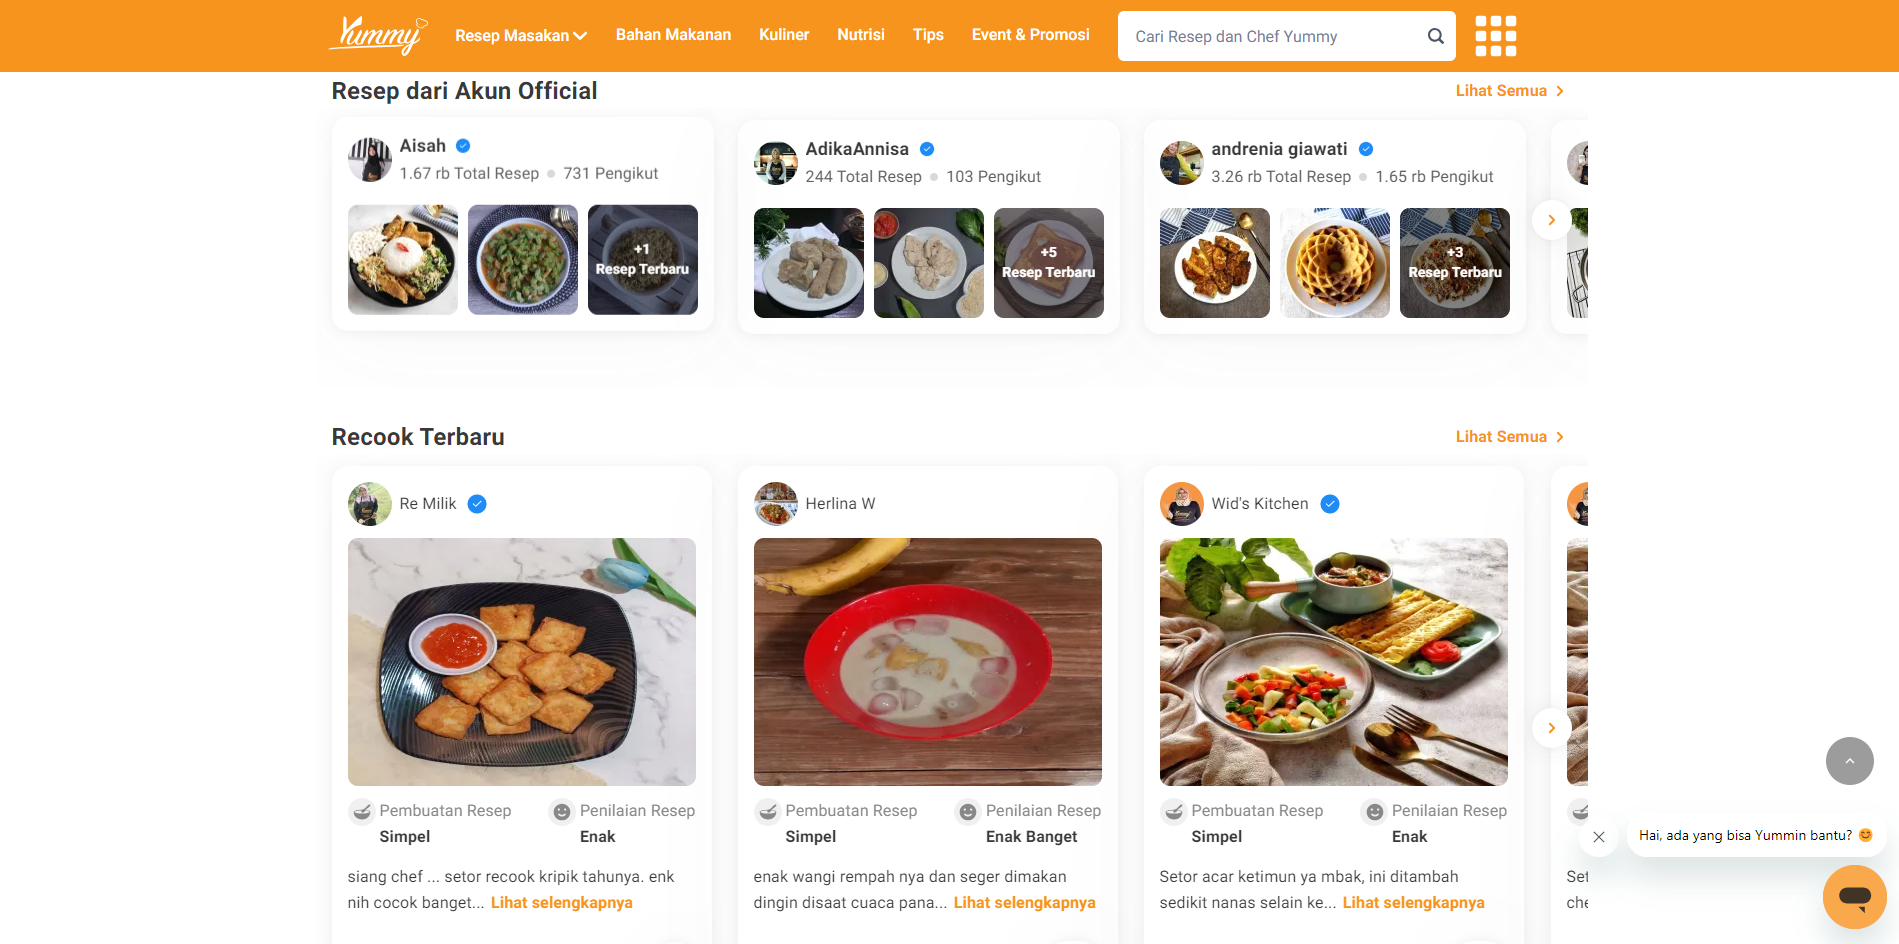 Yummy
Resep Masakan
Bahan Makanan
Kuliner
Nutrisi
Tips
Event & Promosi
Cari Resep dan Chef Yummy
Resep dari Akun Official
Lihat Semua
Aisah
1.67 rb Total Resep
731 Pengikut
+1
Resep Terbaru
AdikaAnnisa
244 Total Resep
103 Pengikut
+5
Resep Terbaru
andrenia giawati
3.26 rb Total Resep
1.65 rb Pengikut
+3
Resep Terbaru
Recook Terbaru
Lihat Semua
Re Milik
Pembuatan Resep
Simpel
Penilaian Resep
Enak
siang chef ... setor recook kripik tahunya. enk
nih cocok banget... Lihat selengkapnya
Herlina W
Pembuatan Resep
Simpel
Penilaian Resep
Enak Banget
enak wangi rempah nya dan seger dimakan
dingin disaat cuaca pana... Lihat selengkapnya
Wid's Kitchen
Pembuatan Resep
Simpel
Penilaian Resep
Enak
Setor acar ketimun ya mbak, ini ditambah
sedikit nanas selain ke... Lihat selengkapnya
Hai, ada yang bisa Yummin bantu? 😊